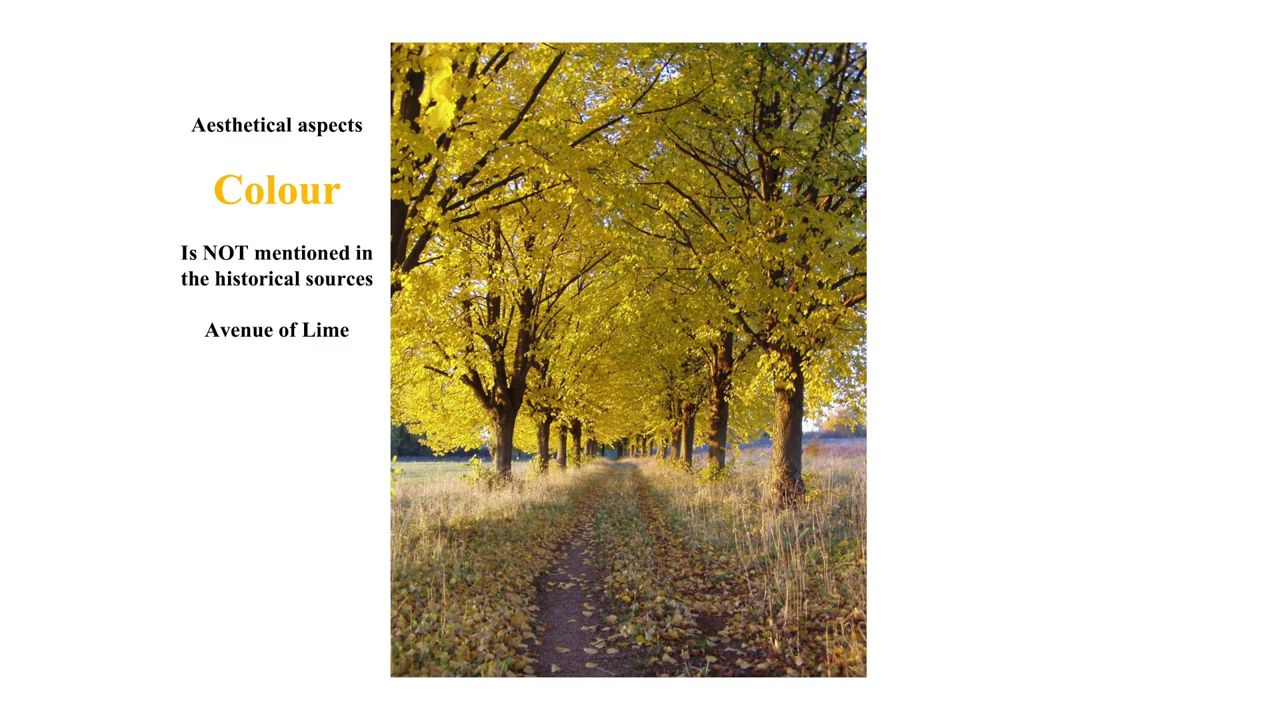 Aesthetical aspects
Colour
Is NOT mentioned in
the historical sources
Avenue of Lime